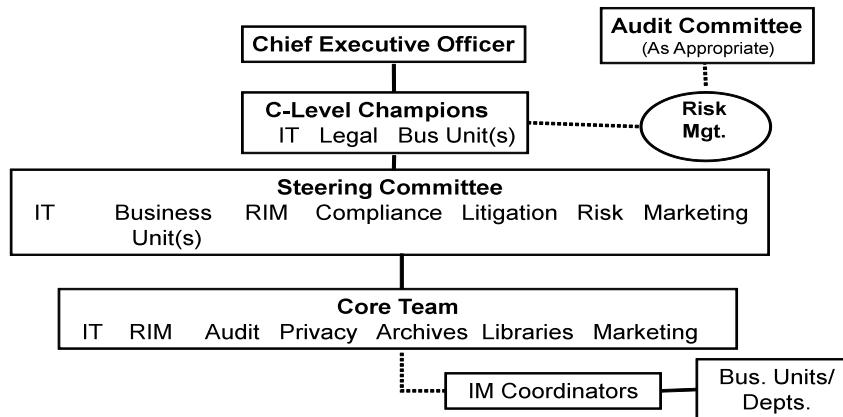 Chief Executive Officer
Audit Committee
(As Appropriate)
C-Level Champions
IT Legal Bus Unit(s)
Risk
Mgt.
Steering Committee
IT Business RIM Compliance Litigation Risk Marketing
Unit(s)
Core Team
IT RIM Audit Privacy Archives Libraries Marketing
IM Coordinators
Bus. Units/
Depts.